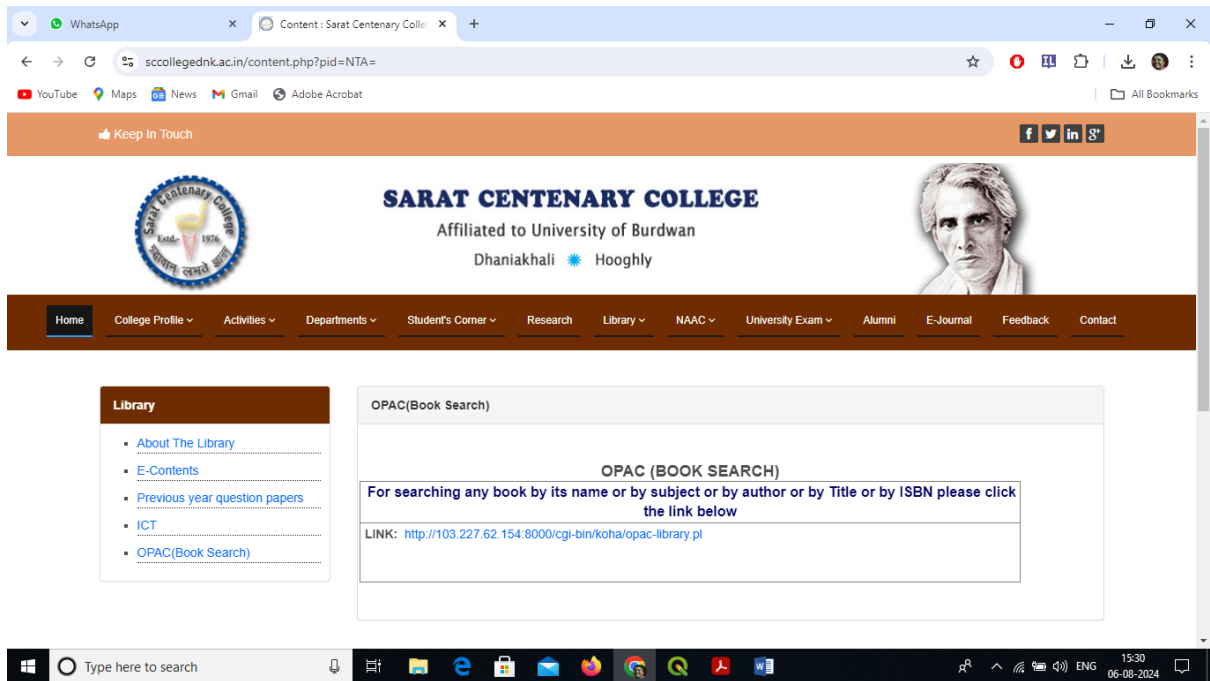 WhatsApp
Content : Sarat Centenary Colle
sccollegednk.ac.in/content.php?pid=NTA=
YouTube Maps News Gmail Adobe Acrobat All Bookmarks
Keep In Touch
Sarat Centenary College
Estd.- 1976
श्रद्धावान् लभते ज्ञानं
SARAT CENTENARY COLLEGE
Affiliated to University of Burdwan
Dhaniakhali Hooghly
Home College Profile Activities Departments Student's Corner Research Library NAAC University Exam Alumni E-Journal Feedback Contact
Library
About The Library
E-Contents
Previous year question papers
ICT
OPAC(Book Search)
OPAC(Book Search)
OPAC (BOOK SEARCH)
For searching any book by its name or by subject or by author or by Title or by ISBN please click
the link below
LINK: http://103.227.62.154:8000/cgi-bin/koha/opac-library.pl
Type here to search
ENG
15:30
06-08-2024